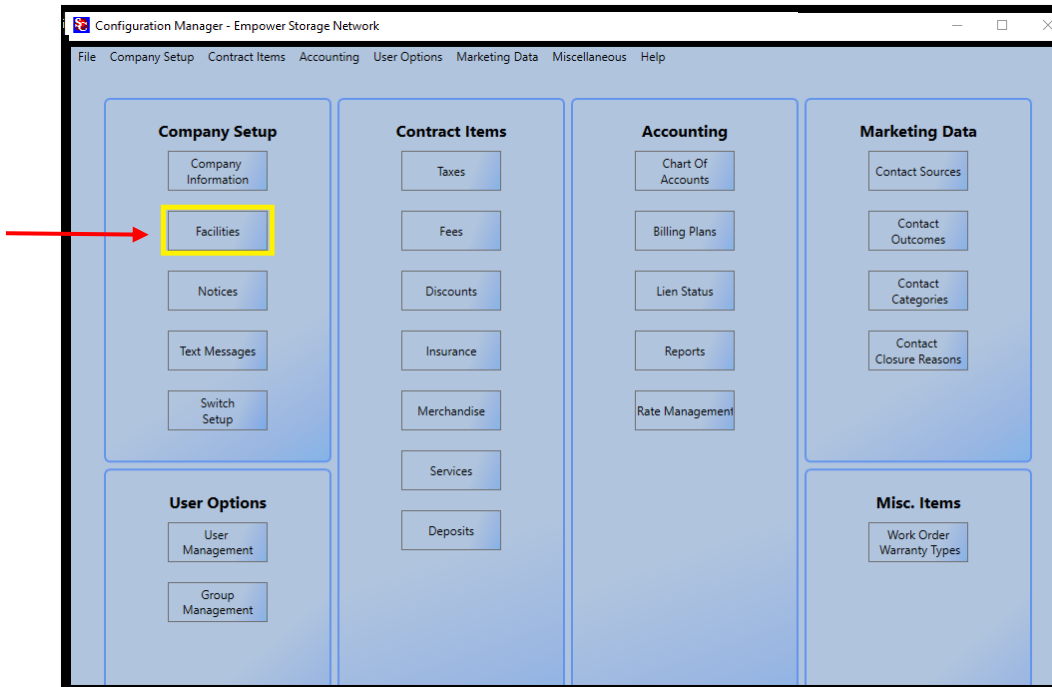 Configuration Manager - Empower Storage Network
File Company Setup Contract Items Accounting User Options Marketing Data Miscellaneous Help
Company Setup
Company
Information
Facilities
Notices
Text Messages
Switch
Setup
User Options
User
Management
Group
Management
Contract Items
Taxes
Fees
Discounts
Insurance
Merchandise
Services
Deposits
Accounting
Chart Of
Accounts
Billing Plans
Lien Status
Reports
Rate Management
Marketing Data
Contact Sources
Contact
Outcomes
Contact
Categories
Contact
Closure Reasons
Misc. Items
Work Order
Warranty Types